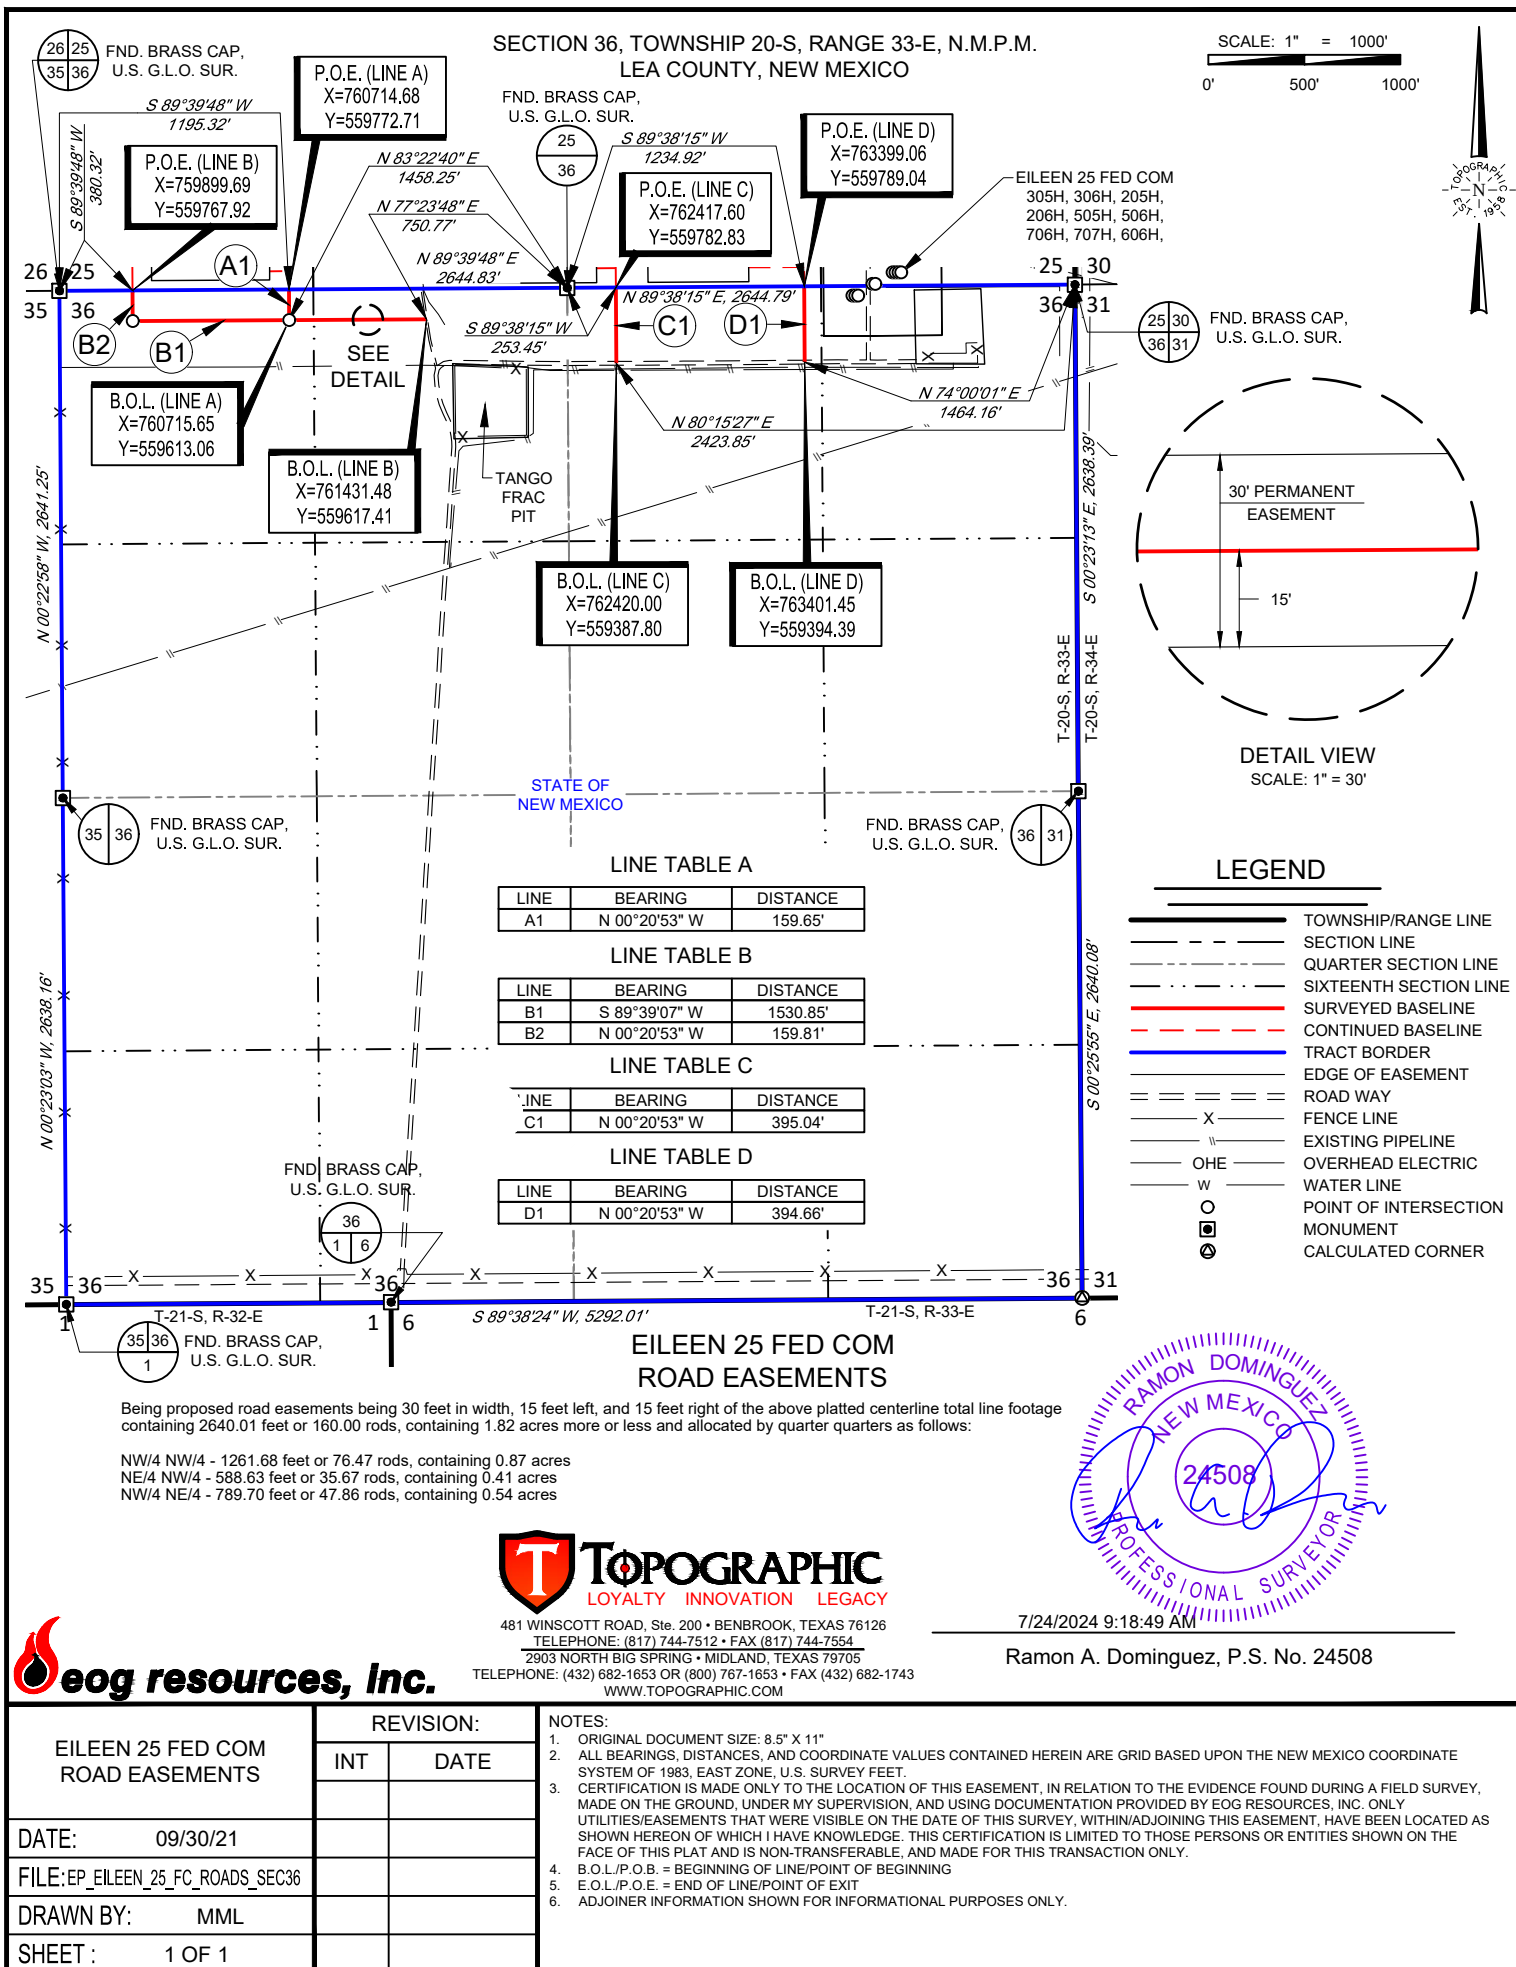 SECTION 36, TOWNSHIP 20-S, RANGE 33-E, N.M.P.M.
LEA COUNTY, NEW MEXICO
SCALE: 1" = 1000'
0' 500' 1000'
TOPOGRAPHIC
N
EST. 1958
26 25
35 36
FND. BRASS CAP,
U.S. G.L.O. SUR.
S 89°39'48" W
1195.32'
S 89°39'48" W
380.32'
P.O.E. (LINE A)
X=760714.68
Y=559772.71
P.O.E. (LINE B)
X=759899.69
Y=559767.92
N 83°22'40" E
1458.25'
N 77°23'48" E
750.77'
N 89°39'48" E
2644.83'
FND. BRASS CAP,
U.S. G.L.O. SUR.
25
36
S 89°38'15" W
1234.92'
P.O.E. (LINE C)
X=762417.60
Y=559782.83
P.O.E. (LINE D)
X=763399.06
Y=559789.04
EILEEN 25 FED COM
305H, 306H, 205H,
206H, 505H, 506H,
706H, 707H, 606H,
26 25
35 36
A1
B2
B1
SEE
DETAIL
S 89°38'15" W
253.45'
N 89°38'15" E, 2644.79'
C1
D1
25 30
36 31
25 30
36 31
FND. BRASS CAP,
U.S. G.L.O. SUR.
B.O.L. (LINE A)
X=760715.65
Y=559613.06
B.O.L. (LINE B)
X=761431.48
Y=559617.41
TANGO
FRAC
PIT
N 80°15'27" E
2423.85'
N 74°00'01" E
1464.16'
B.O.L. (LINE C)
X=762420.00
Y=559387.80
B.O.L. (LINE D)
X=763401.45
Y=559394.39
N 00°22'58" W, 2641.25'
S 00°23'13" E, 2638.39'
T-20-S, R-33-E
T-20-S, R-34-E
30' PERMANENT
EASEMENT
15'
DETAIL VIEW
SCALE: 1" = 30'
STATE OF
NEW MEXICO
35 36
FND. BRASS CAP,
U.S. G.L.O. SUR.
FND. BRASS CAP,
U.S. G.L.O. SUR.
36 31
LINE TABLE A
LINE BEARING DISTANCE
A1 N 00°20'53" W 159.65'
LINE TABLE B
LINE BEARING DISTANCE
B1 S 89°39'07" W 1530.85'
B2 N 00°20'53" W 159.81'
LINE TABLE C
LINE BEARING DISTANCE
C1 N 00°20'53" W 395.04'
LINE TABLE D
LINE BEARING DISTANCE
D1 N 00°20'53" W 394.66'
N 00°23'03" W, 2638.16'
S 00°25'55" E, 2640.08'
LEGEND
TOWNSHIP/RANGE LINE
SECTION LINE
QUARTER SECTION LINE
SIXTEENTH SECTION LINE
SURVEYED BASELINE
CONTINUED BASELINE
TRACT BORDER
EDGE OF EASEMENT
ROAD WAY
X FENCE LINE
\\ EXISTING PIPELINE
OHE OVERHEAD ELECTRIC
W WATER LINE
POINT OF INTERSECTION
MONUMENT
CALCULATED CORNER
FND. BRASS CAP,
U.S. G.L.O. SUR.
36
1 6
35 36
1
T-21-S, R-32-E
36
1 6
S 89°38'24" W, 5292.01'
T-21-S, R-33-E
36 31
6
35 36
1
FND. BRASS CAP,
U.S. G.L.O. SUR.
EILEEN 25 FED COM
ROAD EASEMENTS
Being proposed road easements being 30 feet in width, 15 feet left, and 15 feet right of the above platted centerline total line footage
containing 2640.01 feet or 160.00 rods, containing 1.82 acres more or less and allocated by quarter quarters as follows:
NW/4 NW/4 - 1261.68 feet or 76.47 rods, containing 0.87 acres
NE/4 NW/4 - 588.63 feet or 35.67 rods, containing 0.41 acres
NW/4 NE/4 - 789.70 feet or 47.86 rods, containing 0.54 acres
RAMON DOMINGUEZ
NEW MEXICO
24508
PROFESSIONAL SURVEYOR
7/24/2024 9:18:49 AM
Ramon A. Dominguez, P.S. No. 24508
T TOPOGRAPHIC
LOYALTY INNOVATION LEGACY
481 WINSCOTT ROAD, Ste. 200 • BENBROOK, TEXAS 76126
TELEPHONE: (817) 744-7512 • FAX (817) 744-7554
2903 NORTH BIG SPRING • MIDLAND, TEXAS 79705
TELEPHONE: (432) 682-1653 OR (800) 767-1653 • FAX (432) 682-1743
WWW.TOPOGRAPHIC.COM
eog resources, inc.
EILEEN 25 FED COM
ROAD EASEMENTS
REVISION:
INT DATE
DATE: 09/30/21
FILE: EP_EILEEN_25_FC_ROADS_SEC36
DRAWN BY: MML
SHEET : 1 OF 1
NOTES:
1. ORIGINAL DOCUMENT SIZE: 8.5" X 11"
2. ALL BEARINGS, DISTANCES, AND COORDINATE VALUES CONTAINED HEREIN ARE GRID BASED UPON THE NEW MEXICO COORDINATE
SYSTEM OF 1983, EAST ZONE, U.S. SURVEY FEET.
3. CERTIFICATION IS MADE ONLY TO THE LOCATION OF THIS EASEMENT, IN RELATION TO THE EVIDENCE FOUND DURING A FIELD SURVEY,
MADE ON THE GROUND, UNDER MY SUPERVISION, AND USING DOCUMENTATION PROVIDED BY EOG RESOURCES, INC. ONLY
UTILITIES/EASEMENTS THAT WERE VISIBLE ON THE DATE OF THIS SURVEY, WITHIN/ADJOINING THIS EASEMENT, HAVE BEEN LOCATED AS
SHOWN HEREON OF WHICH I HAVE KNOWLEDGE. THIS CERTIFICATION IS LIMITED TO THOSE PERSONS OR ENTITIES SHOWN ON THE
FACE OF THIS PLAT AND IS NON-TRANSFERABLE, AND MADE FOR THIS TRANSACTION ONLY.
4. B.O.L./P.O.B. = BEGINNING OF LINE/POINT OF BEGINNING
5. E.O.L./P.O.E. = END OF LINE/POINT OF EXIT
6. ADJOINER INFORMATION SHOWN FOR INFORMATIONAL PURPOSES ONLY.